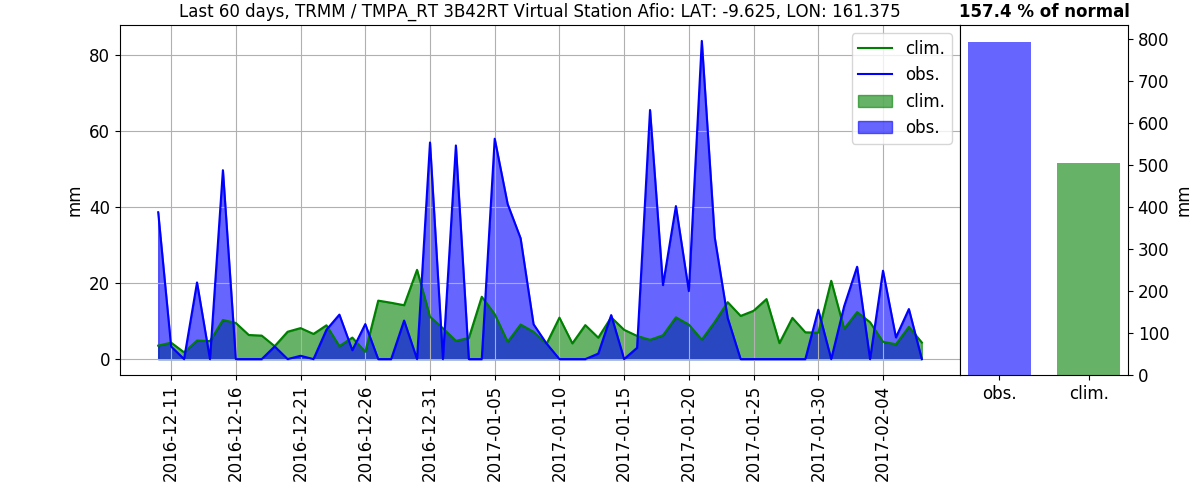 Last 60 days, TRMM / TMPA_RT 3B42RT Virtual Station Afio: LAT: -9.625, LON: 161.375
157.4 % of normal
clim.
obs.
clim.
obs.
mm
80
60
40
20
0
2016-12-11
2016-12-16
2016-12-21
2016-12-26
2016-12-31
2017-01-05
2017-01-10
2017-01-15
2017-01-20
2017-01-25
2017-01-30
2017-02-04
800
700
600
500
400
300
200
100
0
mm
obs.
clim.